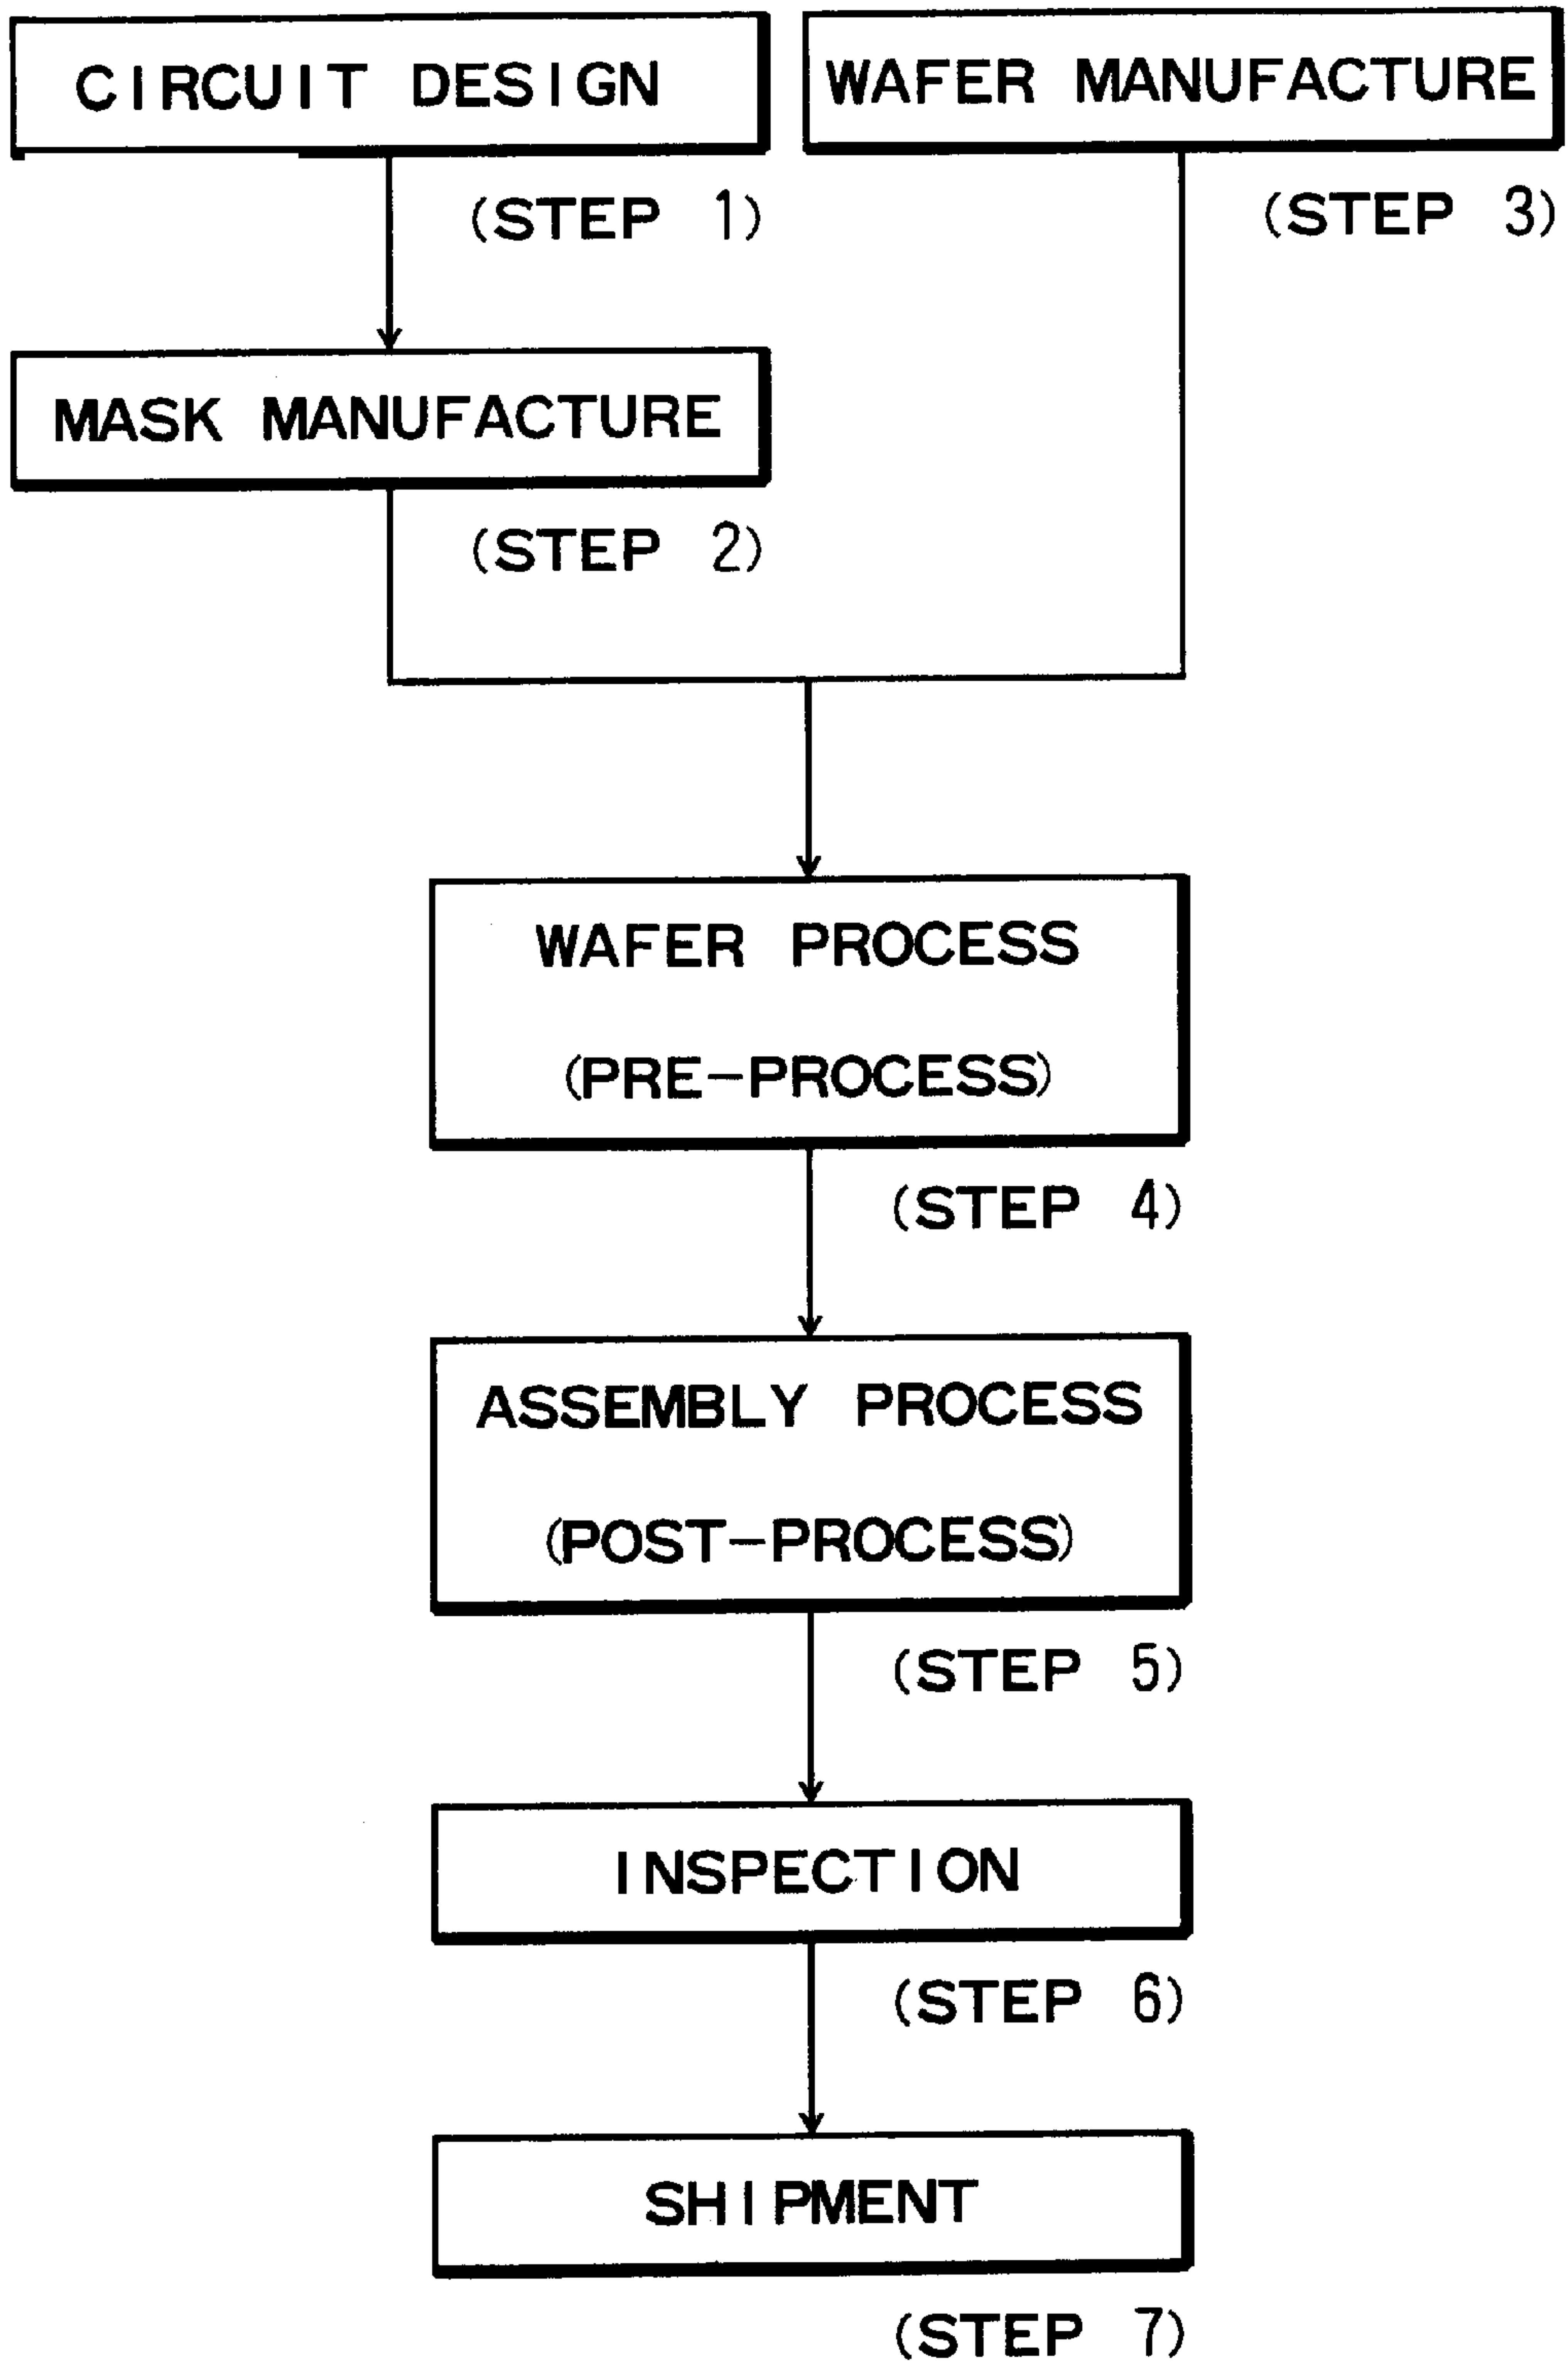 CIRCUIT DESIGN
(STEP 1)
WAFER MANUFACTURE
(STEP 3)
MASK MANUFACTURE
(STEP 2)
WAFER PROCESS
(PRE-PROCESS)
(STEP 4)
ASSEMBLY PROCESS
(POST-PROCESS)
(STEP 5)
INSPECTION
(STEP 6)
SHIPMENT
(STEP 7)